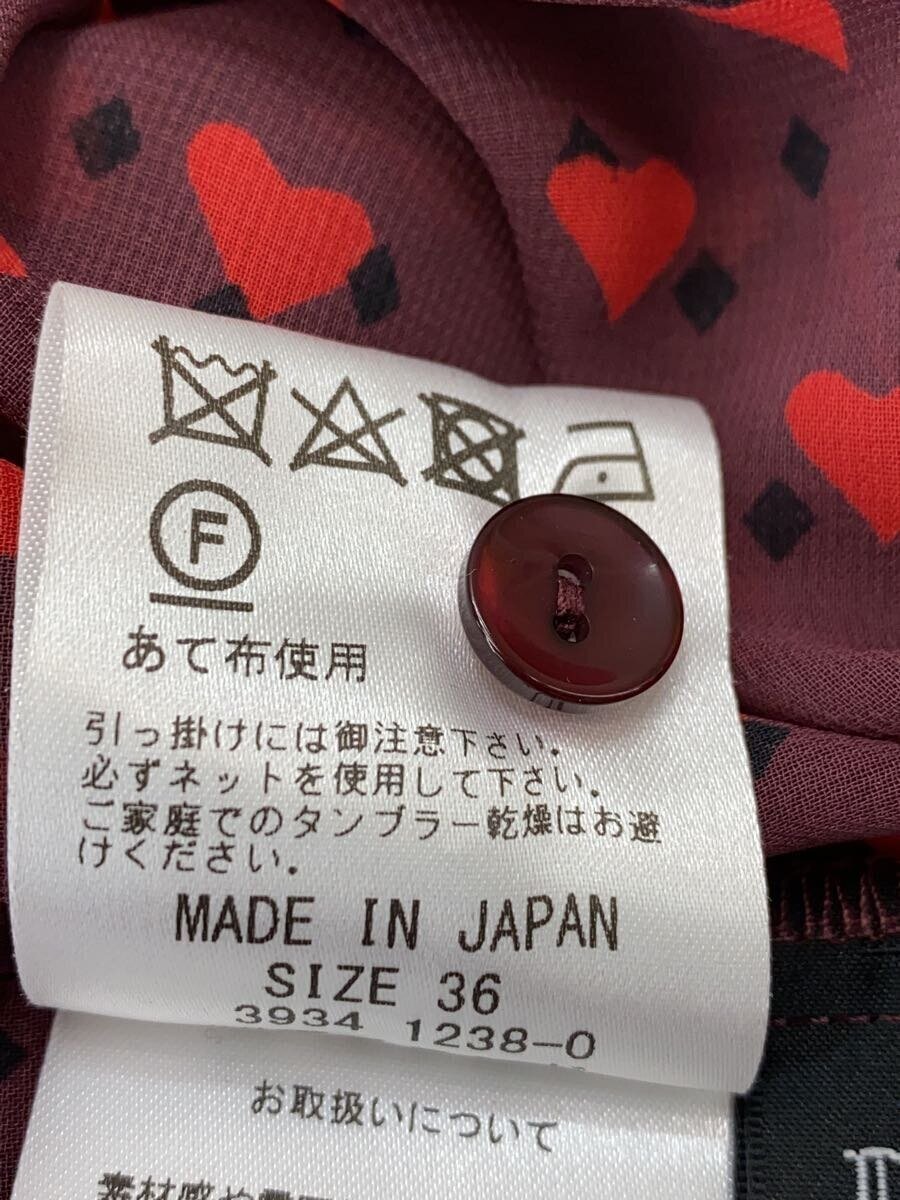 F
あて布使用
引っ掛けには御注意下さい.
必ずネットを使用して下さい.
ご家庭でのタンブラー乾燥はお避
けください.
MADE IN JAPAN
SIZE 36
3934 1238-0
お取扱いについて